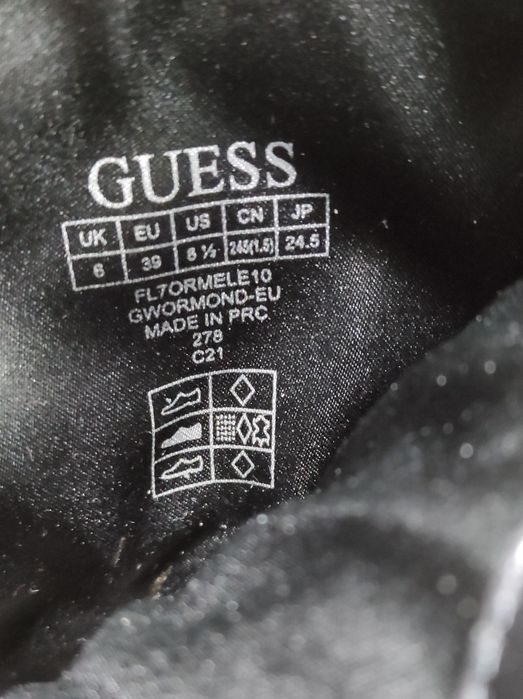 GUESS
UK EU US CN JP
6 39 8 ½ 245(1.5) 24.5
FL7ORMELE10
GWORMOND-EU
MADE IN PRC
278
C21